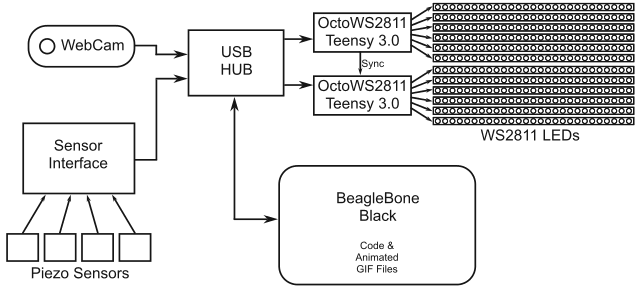 WebCam
USB
HUB
OctoWS2811
Teensy 3.0
Sync
OctoWS2811
Teensy 3.0
WS2811 LEDs
Sensor
Interface
Piezo Sensors
BeagleBone
Black
Code &
Animated
GIF Files